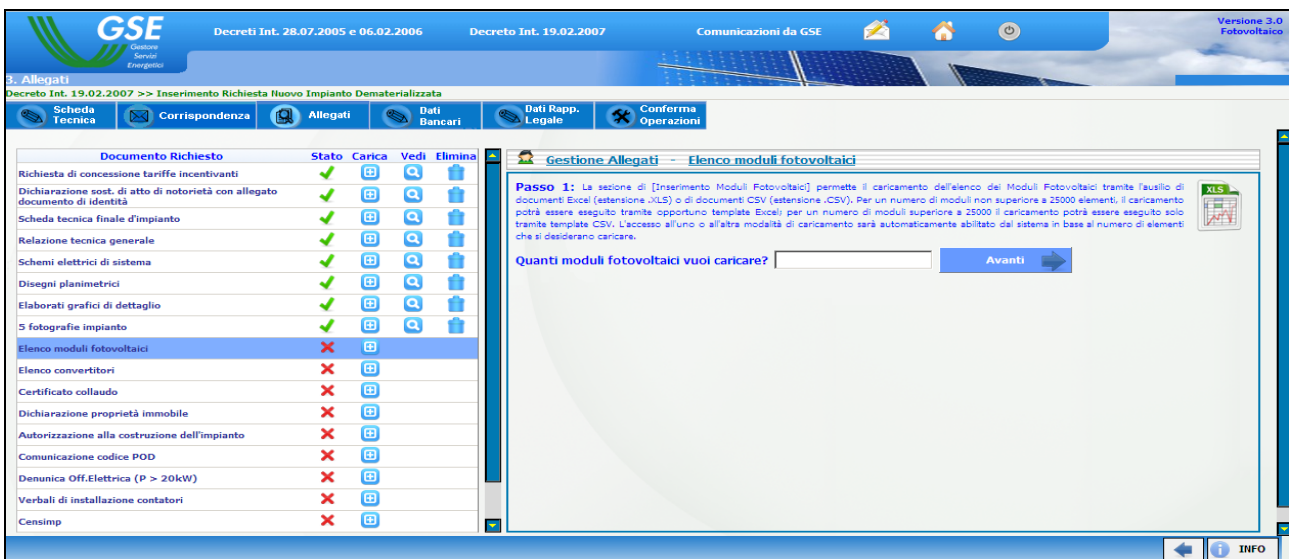 GSE
Gestore
Servizi
Energetici
Decreti Int. 28.07.2005 e 06.02.2006
Decreto Int. 19.02.2007
Comunicazioni da GSE
Versione 3.0
Fotovoltaico
3. Allegati
Decreto Int. 19.02.2007 >> Inserimento Richiesta Nuovo Impianto Dematerializzata
Scheda
Tecnica
Corrispondenza
Allegati
Dati
Bancari
Dati Rapp.
Legale
Conferma
Operazioni
Documento Richiesto Stato Carica Vedi Elimina
Richiesta di concessione tariffe incentivanti
Dichiarazione sost. di atto di notorietà con allegato
documento di identità
Scheda tecnica finale d'impianto
Relazione tecnica generale
Schemi elettrici di sistema
Disegni planimetrici
Elaborati grafici di dettaglio
5 fotografie impianto
Elenco moduli fotovoltaici
Elenco convertitori
Certificato collaudo
Dichiarazione proprietà immobile
Autorizzazione alla costruzione dell'impianto
Comunicazione codice POD
Denunica Off.Elettrica (P > 20kW)
Verbali di installazione contatori
Censimp
Gestione Allegati - Elenco moduli fotovoltaici
Passo 1: La sezione di [Inserimento Moduli Fotovoltaici] permette il caricamento dell'elenco dei Moduli Fotovoltaici tramite l'ausilio di
documenti Excel (estensione .XLS) o di documenti CSV (estensione .CSV). Per un numero di moduli non superiore a 25000 elementi, il caricamento
potrà essere eseguito tramite opportuno template Excel; per un numero di moduli superiore a 25000 il caricamento potrà essere eseguito solo
tramite template CSV. L'accesso all'uno o all'altra modalità di caricamento sarà automaticamente abilitato dal sistema in base al numero di elementi
che si desiderano caricare.
XLS
Quanti moduli fotovoltaici vuoi caricare?
Avanti
INFO